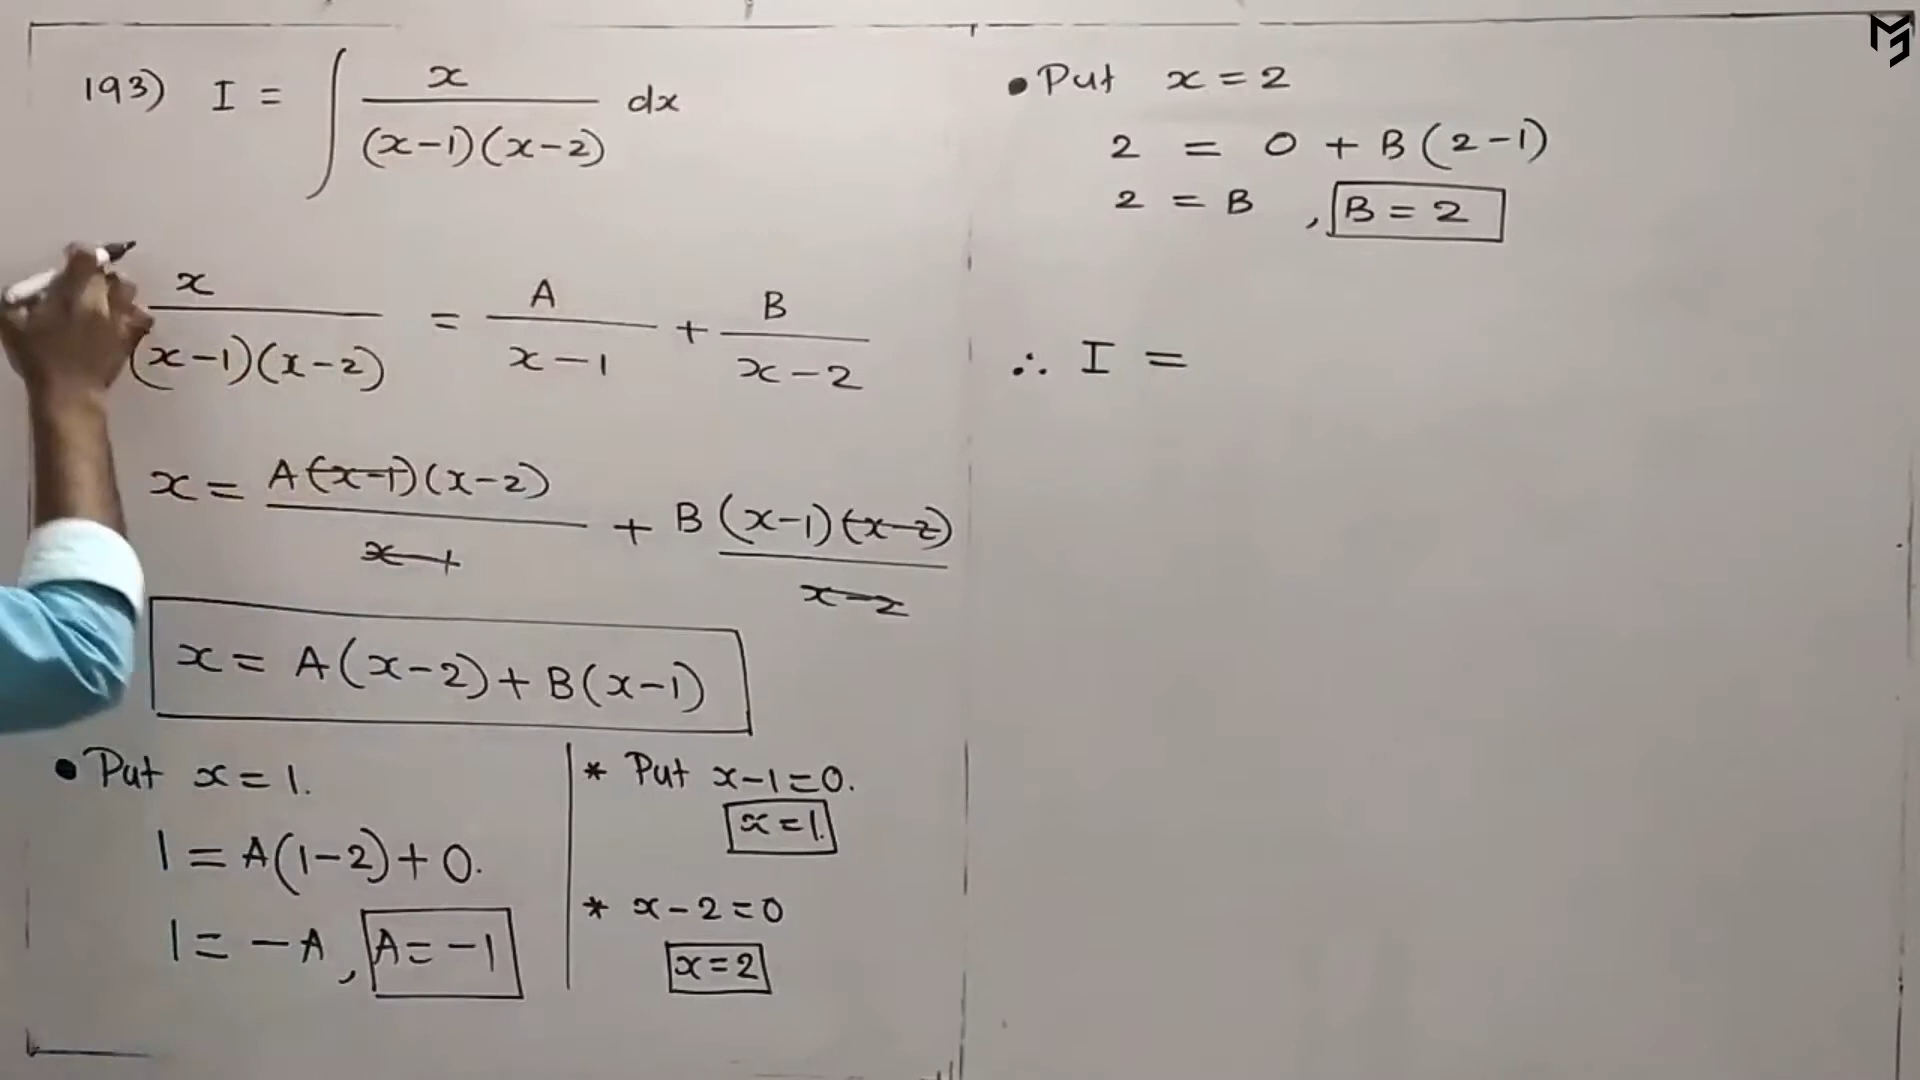 193) I = ∫ x / (x-1)(x-2) dx
x / (x-1)(x-2) = A / x-1 + B / x-2
x = A(x-1)(x-2) / x-1 + B(x-1)(x-2) / x-2
x = A(x-2) + B(x-1)
• Put x = 1.
1 = A(1-2) + 0.
1 = -A, A = -1
* Put x-1=0.
x = 1.
* x-2=0
x = 2
• Put x = 2
2 = 0 + B(2-1)
2 = B , B = 2
∴ I =